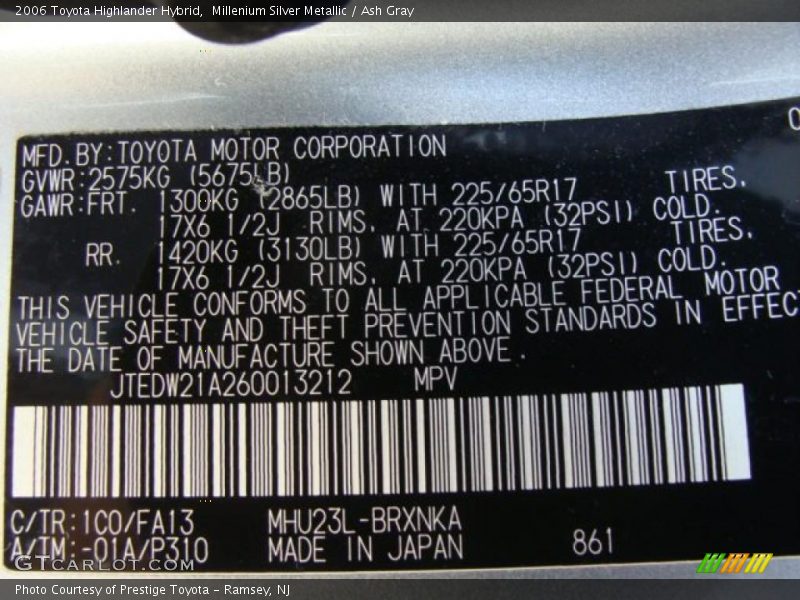 2006 Toyota Highlander Hybrid,  Millenium Silver Metallic / Ash Gray
MFD.BY:TOYOTA MOTOR CORPORATION
GVWR:2575KG (5675LB)
GAWR:FRT. 1300KG (2865LB) WITH 225/65R17 TIRES.
17X6 1/2J RIMS, AT 220KPA (32PSI) COLD.
RR. 1420KG (3130LB) WITH 225/65R17 TIRES,
17X6 1/2J RIMS, AT 220KPA (32PSI) COLD.
THIS VEHICLE CONFORMS TO ALL APPLICABLE FEDERAL MOTOR
VEHICLE SAFETY AND THEFT PREVENTION STANDARDS IN EFFEC
THE DATE OF MANUFACTURE SHOWN ABOVE.
JTEDW21A260013212 MPV
C/TR:1C0/FA13 MHU23L-BRXNKA
A/TM:-01A/P310 MADE IN JAPAN 861
GTcarlot.com
Photo Courtesy of Prestige Toyota - Ramsey, NJ